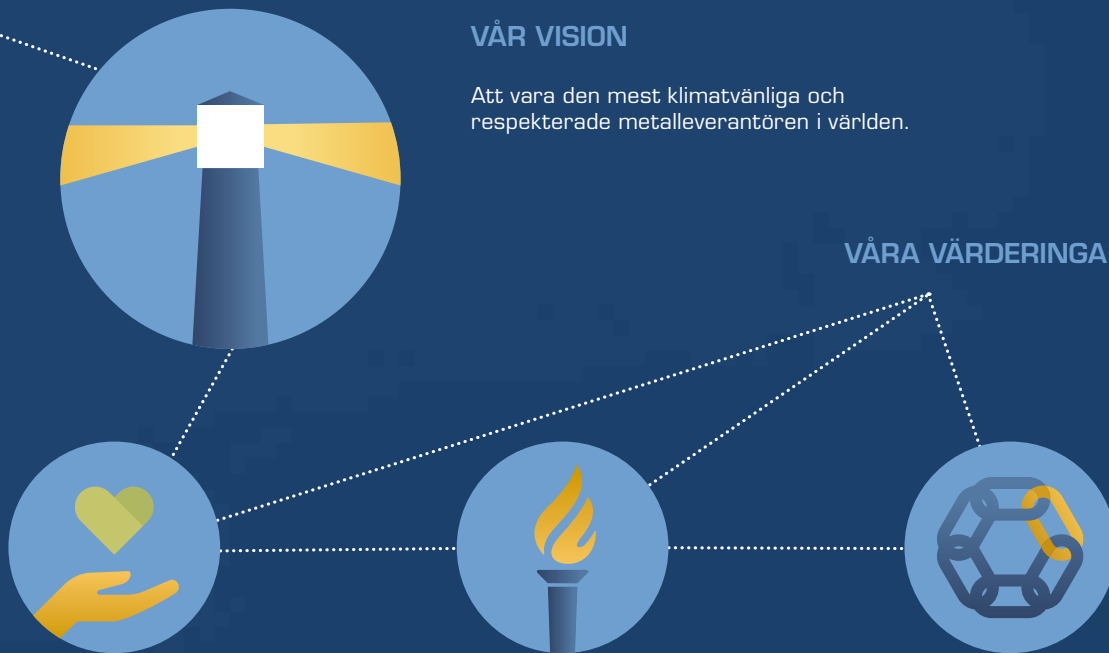 VÅR VISION
Att vara den mest klimatvänliga och
respekterade metalleverantören i världen.
VÅRA VÄRDERINGA